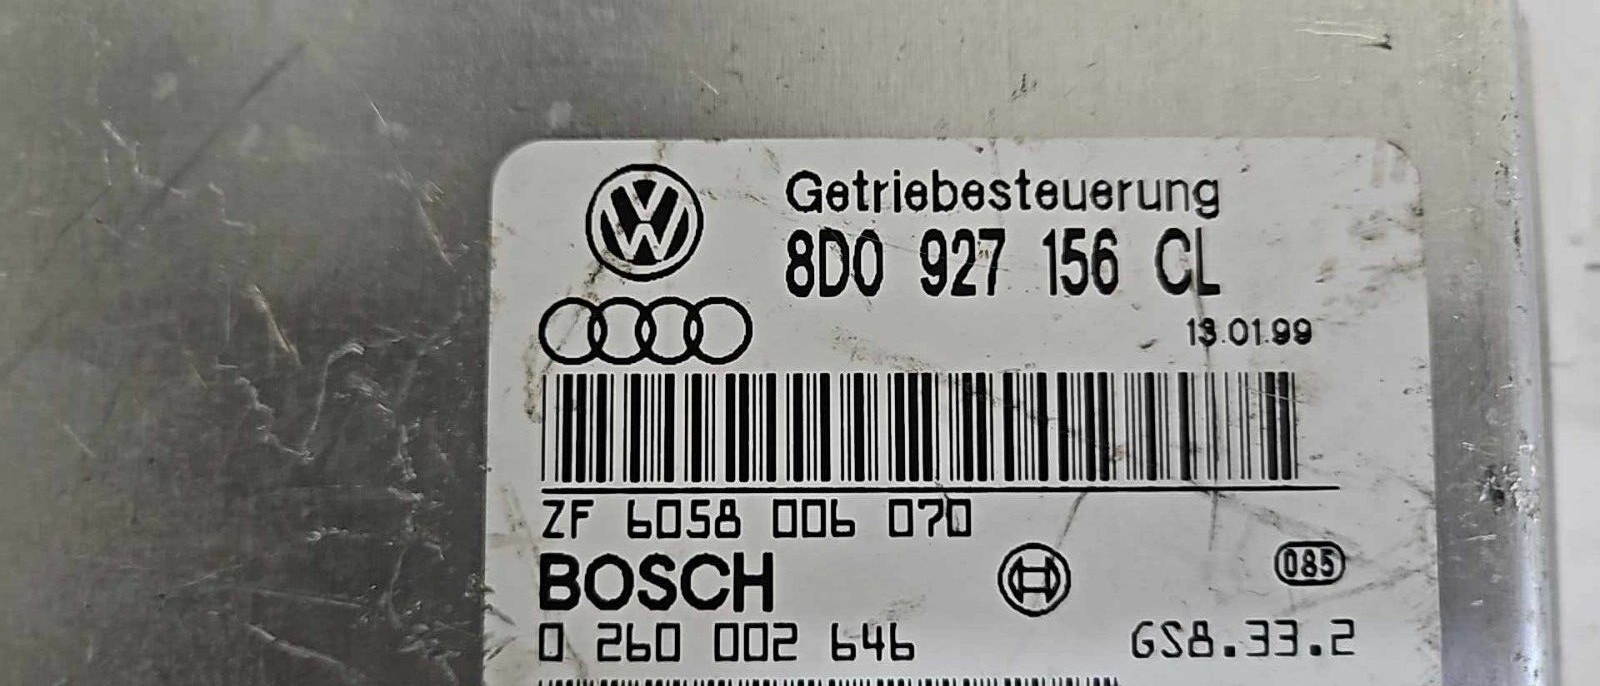 Getriebesteuerung
8D0 927 156 CL
13.01.99
ZF 6058 006 070
BOSCH
085
0 260 002 646
GS8.33.2